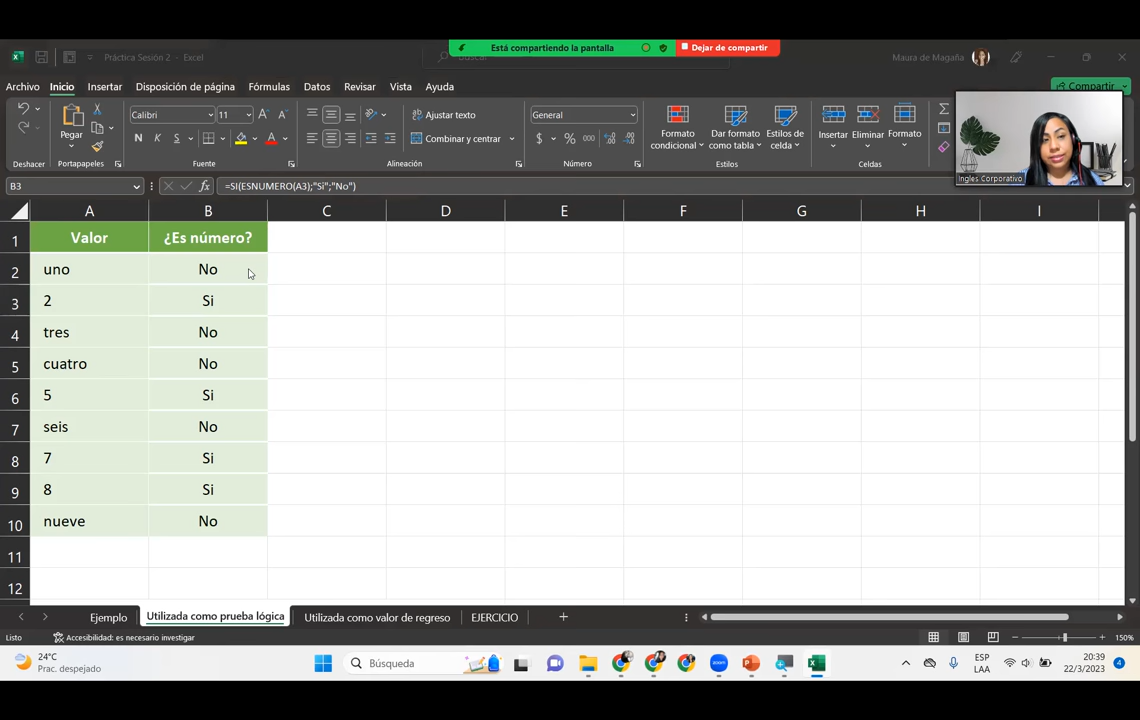 Está compartiendo la pantalla
Dejar de compartir
Práctica Sesión 2 - Excel
Buscar
Maura de Magaña
Archivo Inicio Insertar Disposición de página Fórmulas Datos Revisar Vista Ayuda
Compartir
Pegar
Calibri 11
N K S
Ajustar texto
Combinar y centrar
General
$ % 000
Formato condicional
Dar formato como tabla
Estilos de celda
Insertar Eliminar Formato
Deshacer Portapapeles Fuente Alineación Número Estilos Celdas
Ingles Corporativo
B3 fx =SI(ESNUMERO(A3);"Si";"No")
A B C D E F G H I
1 Valor ¿Es número?
2 uno No
3 2 Si
4 tres No
5 cuatro No
6 5 Si
7 seis No
8 7 Si
9 8 Si
10 nueve No
11
12
Ejemplo Utilizada como prueba lógica Utilizada como valor de regreso EJERCICIO
Listo Accesibilidad: es necesario investigar 150%
24°C
Prac. despejado
Búsqueda
zoom
ESP
LAA
20:39
22/3/2023
4